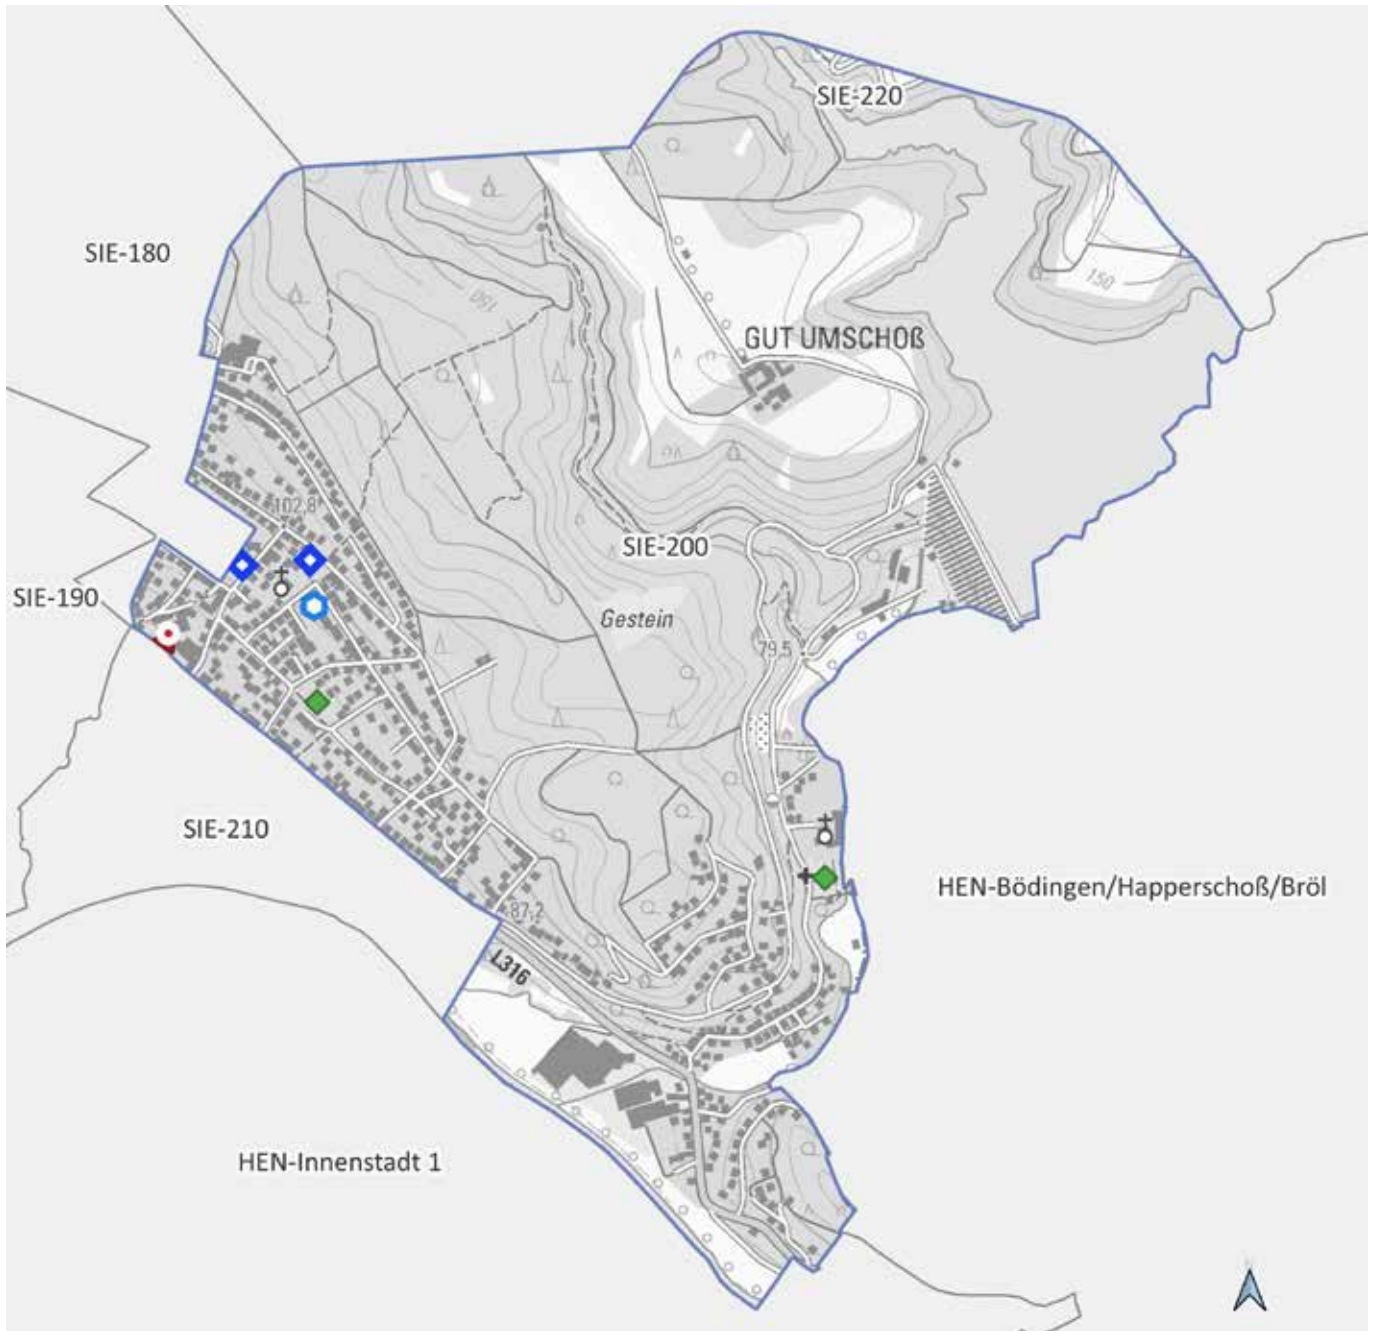 SIE-220
SIE-180
150
150
GUT UMSCHOß
102,8
SIE-200
SIE-190
Gestein
79,5
SIE-210
HEN-Bödingen/Happerschoß/Bröl
87,2
L316
HEN-Innenstadt 1